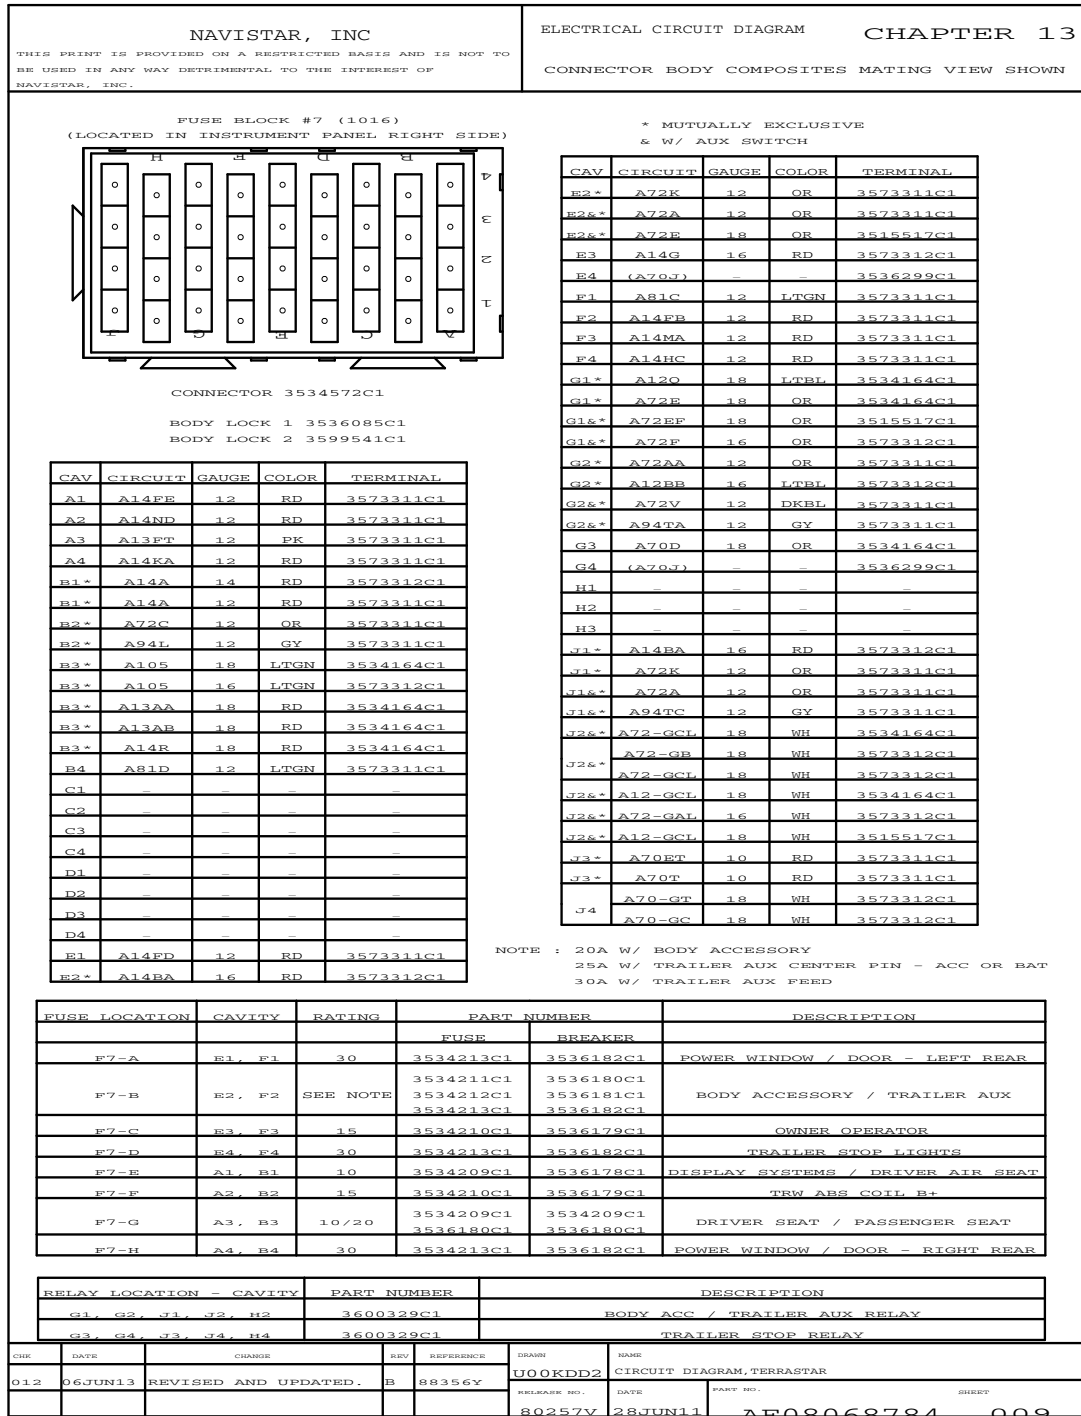 NAVISTAR, INC
THIS PRINT IS PROVIDED ON A RESTRICTED BASIS AND IS NOT TO
BE USED IN ANY WAY DETRIMENTAL TO THE INTEREST OF
NAVISTAR, INC.
ELECTRICAL CIRCUIT DIAGRAM CHAPTER 13
CONNECTOR BODY COMPOSITES MATING VIEW SHOWN
FUSE BLOCK #7 (1016)
(LOCATED IN INSTRUMENT PANEL RIGHT SIDE)
H F D B
4
3
2
1
J G E C A
CONNECTOR 3534572C1
BODY LOCK 1 3536085C1
BODY LOCK 2 3599541C1
CAV CIRCUIT GAUGE COLOR TERMINAL
A1 A14FE 12 RD 3573311C1
A2 A14ND 12 RD 3573311C1
A3 A13FT 12 PK 3573311C1
A4 A14KA 12 RD 3573311C1
B1* A14A 14 RD 3573312C1
B1* A14A 12 RD 3573311C1
B2* A72C 12 OR 3573311C1
B2* A94L 12 GY 3573311C1
B3* A105 18 LTGN 3534164C1
B3* A105 16 LTGN 3573312C1
B3* A13AA 18 RD 3534164C1
B3* A13AB 18 RD 3534164C1
B3* A14R 18 RD 3534164C1
B4 A81D 12 LTGN 3573311C1
C1 – – – –
C2 – – – –
C3 – – – –
C4 – – – –
D1 – – – –
D2 – – – –
D3 – – – –
D4 – – – –
E1 A14FD 12 RD 3573311C1
E2* A14BA 16 RD 3573312C1
* MUTUALLY EXCLUSIVE
& W/ AUX SWITCH
CAV CIRCUIT GAUGE COLOR TERMINAL
E2* A72K 12 OR 3573311C1
E2&* A72A 12 OR 3573311C1
E2&* A72E 18 OR 3515517C1
E3 A14G 16 RD 3573312C1
E4 (A70J) – – 3536299C1
F1 A81C 12 LTGN 3573311C1
F2 A14FB 12 RD 3573311C1
F3 A14MA 12 RD 3573311C1
F4 A14HC 12 RD 3573311C1
G1* A12Q 18 LTBL 3534164C1
G1* A72E 18 OR 3534164C1
G1&* A72EF 18 OR 3515517C1
G1&* A72F 16 OR 3573312C1
G2* A72AA 12 OR 3573311C1
G2* A12BB 16 LTBL 3573312C1
G2&* A72V 12 DKBL 3573311C1
G2&* A94TA 12 GY 3573311C1
G3 A70D 18 OR 3534164C1
G4 (A70J) – – 3536299C1
H1 – – – –
H2 – – – –
H3 – – – –
J1* A14BA 16 RD 3573312C1
J1* A72K 12 OR 3573311C1
J1&* A72A 12 OR 3573311C1
J1&* A94TC 12 GY 3573311C1
J2&* A72–GCL 18 WH 3534164C1
J2&* A72–GB 18 WH 3573312C1
A72–GCL 18 WH 3573312C1
J2&* A12–GCL 18 WH 3534164C1
J2&* A72–GAL 16 WH 3573312C1
J2&* A12–GCL 18 WH 3515517C1
J3* A70ET 10 RD 3573311C1
J3* A70T 10 RD 3573311C1
J4 A70–GT 18 WH 3573312C1
A70–GC 18 WH 3573312C1
NOTE : 20A W/ BODY ACCESSORY
25A W/ TRAILER AUX CENTER PIN – ACC OR BAT
30A W/ TRAILER AUX FEED
FUSE LOCATION CAVITY RATING PART NUMBER DESCRIPTION
FUSE BREAKER
F7–A E1, F1 30 3534213C1 3536182C1 POWER WINDOW / DOOR – LEFT REAR
3534211C1 3536180C1
F7–B E2, F2 SEE NOTE 3534212C1 3536181C1 BODY ACCESSORY / TRAILER AUX
3534213C1 3536182C1
F7–C E3, F3 15 3534210C1 3536179C1 OWNER OPERATOR
F7–D E4, F4 30 3534213C1 3536182C1 TRAILER STOP LIGHTS
F7–E A1, B1 10 3534209C1 3536178C1 DISPLAY SYSTEMS / DRIVER AIR SEAT
F7–F A2, B2 15 3534210C1 3536179C1 TRW ABS COIL B+
F7–G A3, B3 10/20 3534209C1 3534209C1 DRIVER SEAT / PASSENGER SEAT
3536180C1 3536180C1
F7–H A4, B4 30 3534213C1 3536182C1 POWER WINDOW / DOOR – RIGHT REAR
RELAY LOCATION – CAVITY PART NUMBER DESCRIPTION
G1, G2, J1, J2, H2 3600329C1 BODY ACC / TRAILER AUX RELAY
G3, G4, J3, J4, H4 3600329C1 TRAILER STOP RELAY
CHK DATE CHANGE REV REFERENCE
012 06JUN13 REVISED AND UPDATED. B 88356Y
DRAWN NAME
U00KDD2 CIRCUIT DIAGRAM,TERRASTAR
RELEASE NO. DATE PART NO. SHEET
80257V 28JUN11 AF08068784 009